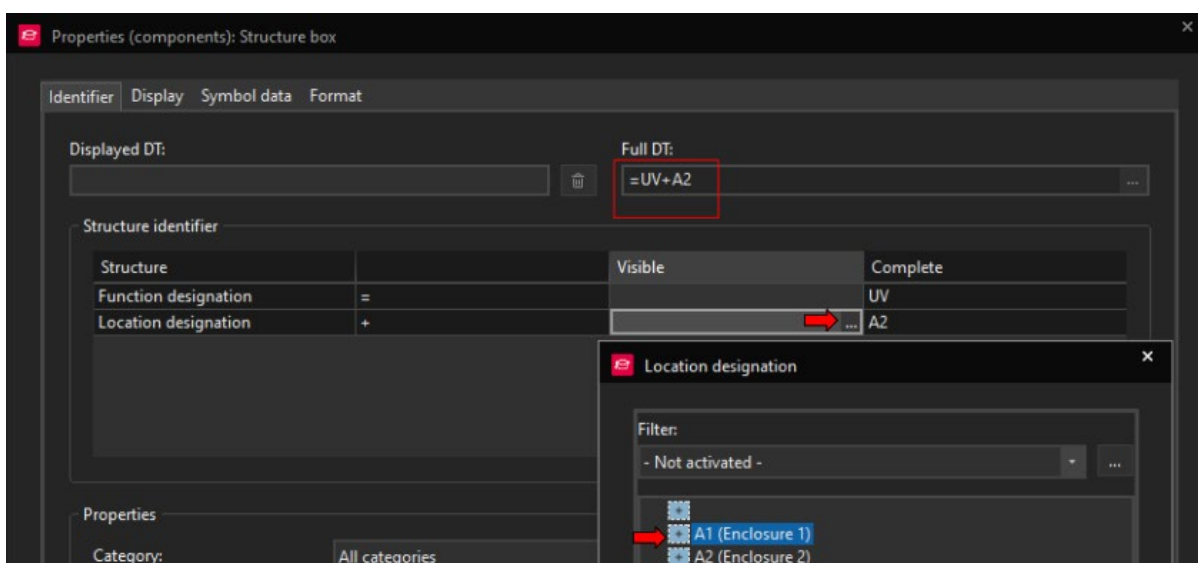 Properties (components): Structure box
Identifier Display Symbol data Format
Displayed DT: Full DT:
=UV+A2 ...
Structure identifier
Structure Visible Complete
Function designation = UV
Location designation + ... A2
Location designation
Filter:
- Not activated - ...
A1 (Enclosure 1)
A2 (Enclosure 2)
Properties
Category: All categories